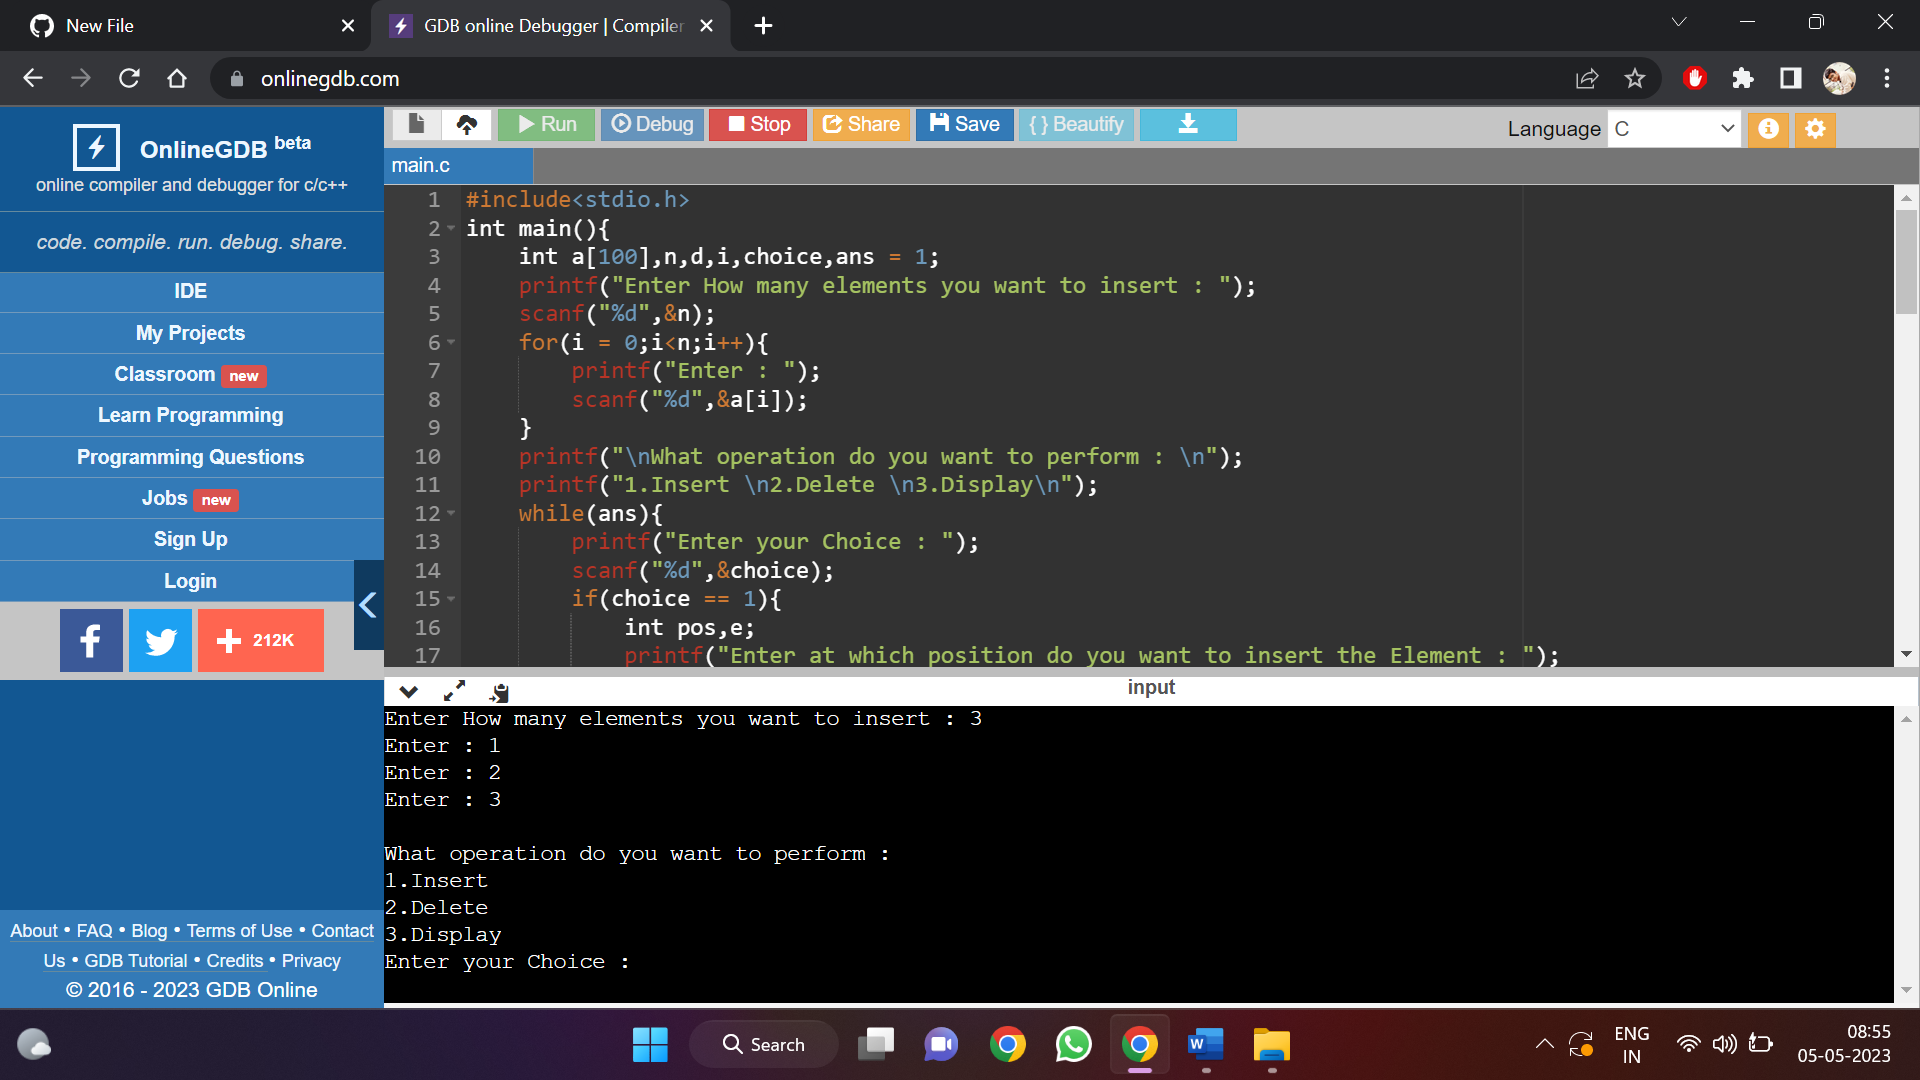 New File
GDB online Debugger | Compiler
onlinegdb.com
OnlineGDB beta
online compiler and debugger for c/c++
code. compile. run. debug. share.
IDE
My Projects
Classroom new
Learn Programming
Programming Questions
Jobs new
Sign Up
Login
f
212K
About • FAQ • Blog • Terms of Use • Contact
Us • GDB Tutorial • Credits • Privacy
© 2016 - 2023 GDB Online
Run Debug Stop Share Save { } Beautify
Language C
main.c
1 #include<stdio.h>
2 int main(){
3 int a[100],n,d,i,choice,ans = 1;
4 printf("Enter How many elements you want to insert : ");
5 scanf("%d",&n);
6 for(i = 0;i<n;i++){
7 printf("Enter : ");
8 scanf("%d",&a[i]);
9 }
10 printf("\nWhat operation do you want to perform : \n");
11 printf("1.Insert \n2.Delete \n3.Display\n");
12 while(ans){
13 printf("Enter your Choice : ");
14 scanf("%d",&choice);
15 if(choice == 1){
16 int pos,e;
17 printf("Enter at which position do you want to insert the Element : ");
input
Enter How many elements you want to insert : 3
Enter : 1
Enter : 2
Enter : 3
What operation do you want to perform :
1.Insert
2.Delete
3.Display
Enter your Choice :
Search
W
ENG
IN
08:55
05-05-2023